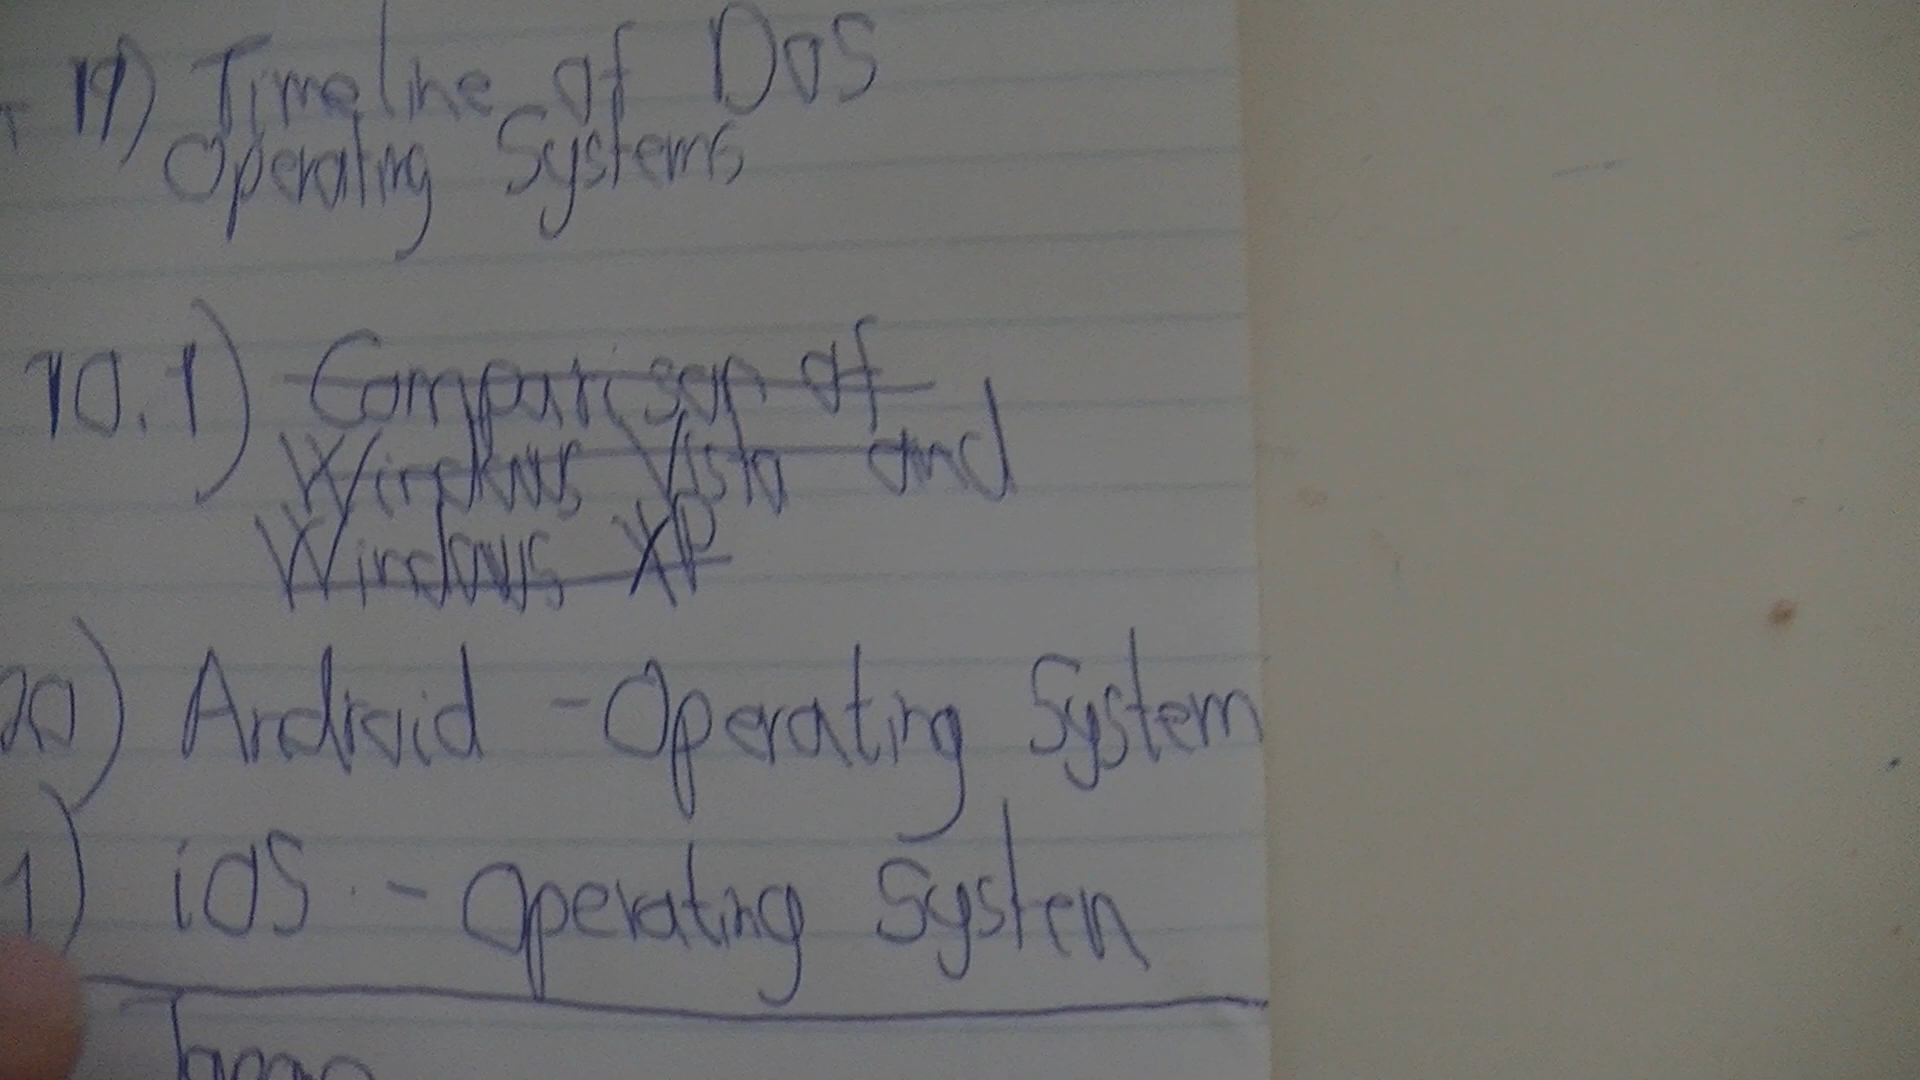 19) Timeline of DOS
Operating Systems
10.1) Comparison of
Windows Vista and
Windows XP
20) Android - Operating System
1) iOS - Operating System